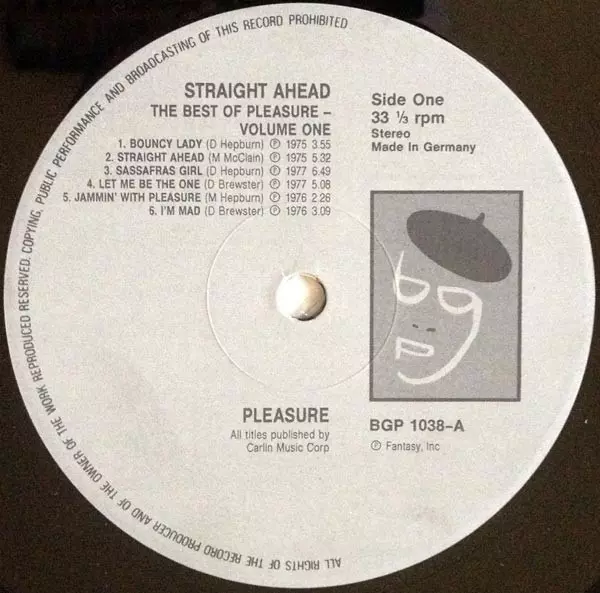 ALL RIGHTS OF THE RECORD PRODUCER AND OF THE OWNER OF THE WORK REPRODUCED RESERVED. COPYING, PUBLIC PERFORMANCE AND BROADCASTING OF THIS RECORD PROHIBITED
STRAIGHT AHEAD
THE BEST OF PLEASURE –
VOLUME ONE
1. BOUNCY LADY (D Hepburn) ℗ 1975 3.55
2. STRAIGHT AHEAD (M McClain) ℗ 1975 5.32
3. SASSAFRAS GIRL (D Hepburn) ℗ 1977 6.49
4. LET ME BE THE ONE (D Brewster) ℗ 1977 5.08
5. JAMMIN' WITH PLEASURE (M Hepburn) ℗ 1976 2.26
6. I'M MAD (D Brewster) ℗ 1976 3.09
Side One
33 ⅓ rpm
Stereo
Made In Germany
bgp
PLEASURE
All titles published by
Carlin Music Corp
BGP 1038–A
℗ Fantasy, Inc